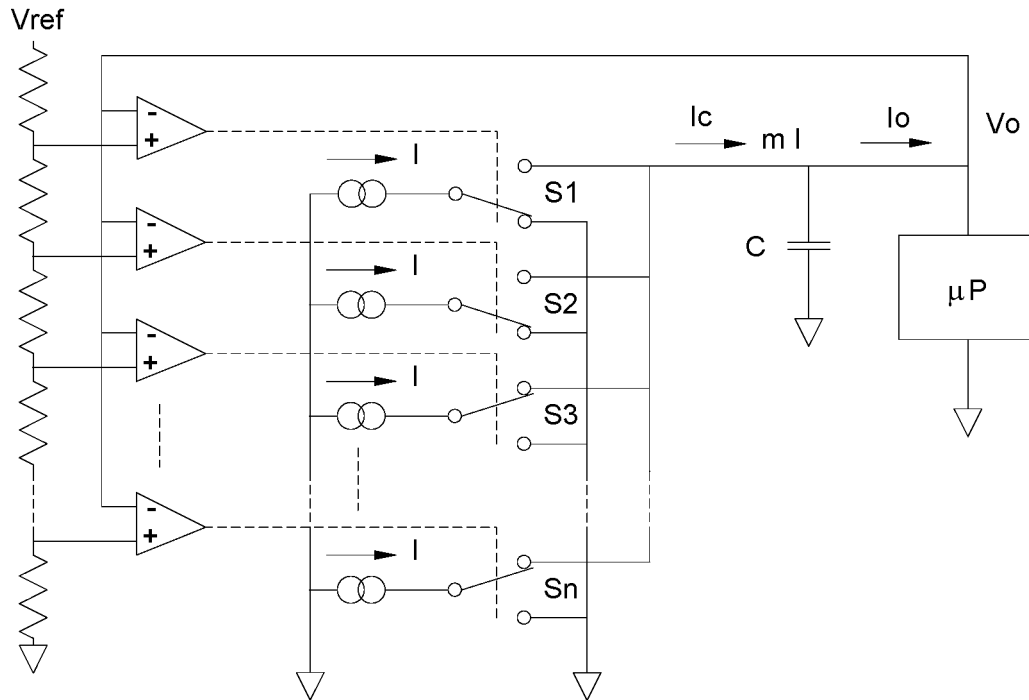 Vref
Ic
m I
Io
Vo
-
+
I
S1
-
+
I
S2
C
μP
-
+
I
S3
-
+
I
Sn